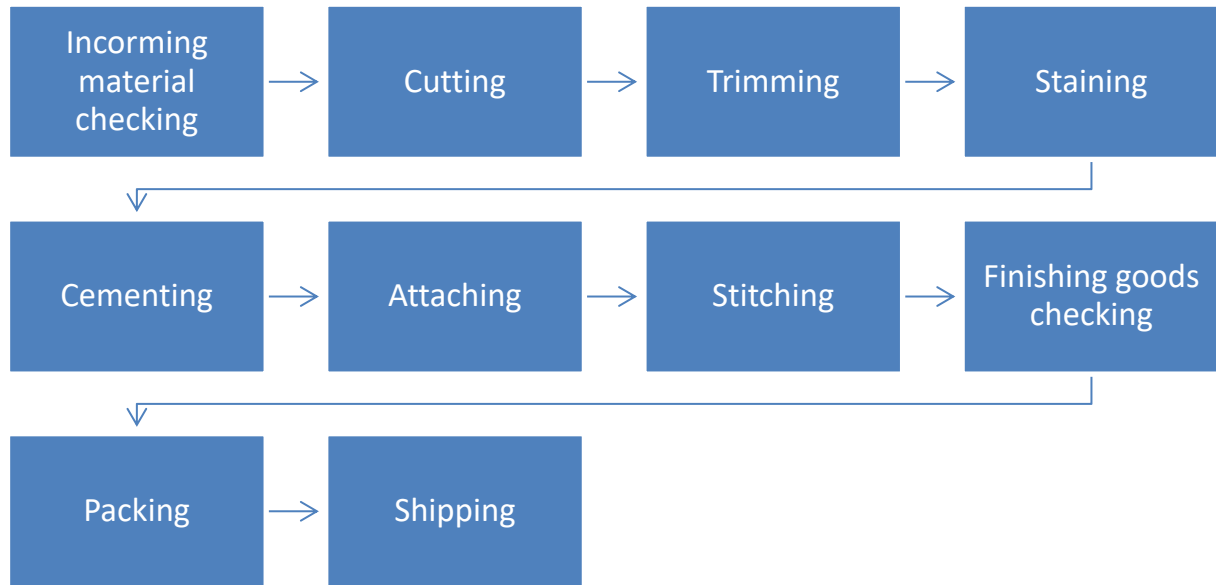 Incorming
material
checking
Cutting
Trimming
Staining
Cementing
Attaching
Stitching
Finishing goods
checking
Packing
Shipping